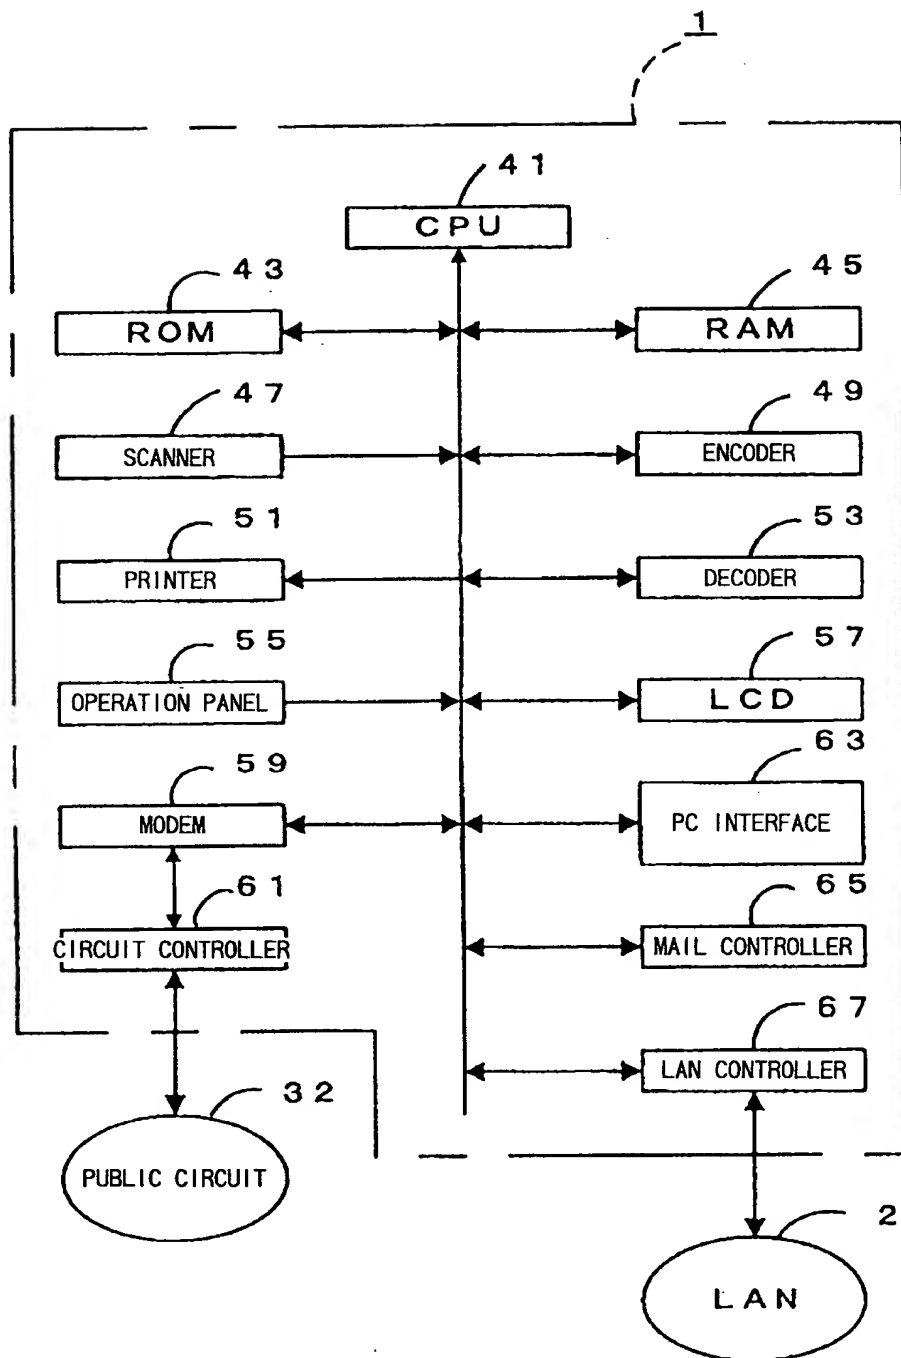 1
41
CPU
43
ROM
45
RAM
47
SCANNER
49
ENCODER
51
PRINTER
53
DECODER
55
OPERATION PANEL
57
LCD
59
MODEM
63
PC INTERFACE
61
CIRCUIT CONTROLLER
65
MAIL CONTROLLER
67
LAN CONTROLLER
32
PUBLIC CIRCUIT
2
LAN